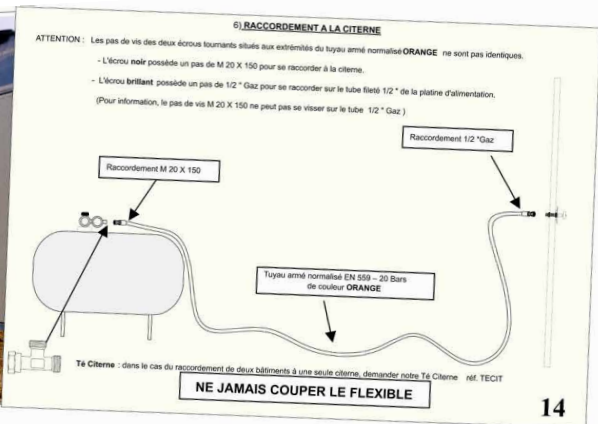 6) RACCORDEMENT A LA CITERNE
ATTENTION : Les pas de vis des deux écrous tournants situés aux extrémités du tuyau armé normalisé ORANGE ne sont pas identiques.
- L'écrou noir possède un pas de M 20 X 150 pour se raccorder à la citerne.
- L'écrou brillant possède un pas de 1/2 " Gaz pour se raccorder sur le tube fileté 1/2 " de la platine d'alimentation.
(Pour information, le pas de vis M 20 X 150 ne peut pas se visser sur le tube 1/2 " Gaz )
Raccordement 1/2 "Gaz
Raccordement M 20 X 150
Tuyau armé normalisé EN 559 – 20 Bars
de couleur ORANGE
Té Citerne : dans le cas du raccordement de deux bâtiments à une seule citerne, demander notre Té Citerne réf. TECIT
NE JAMAIS COUPER LE FLEXIBLE
14